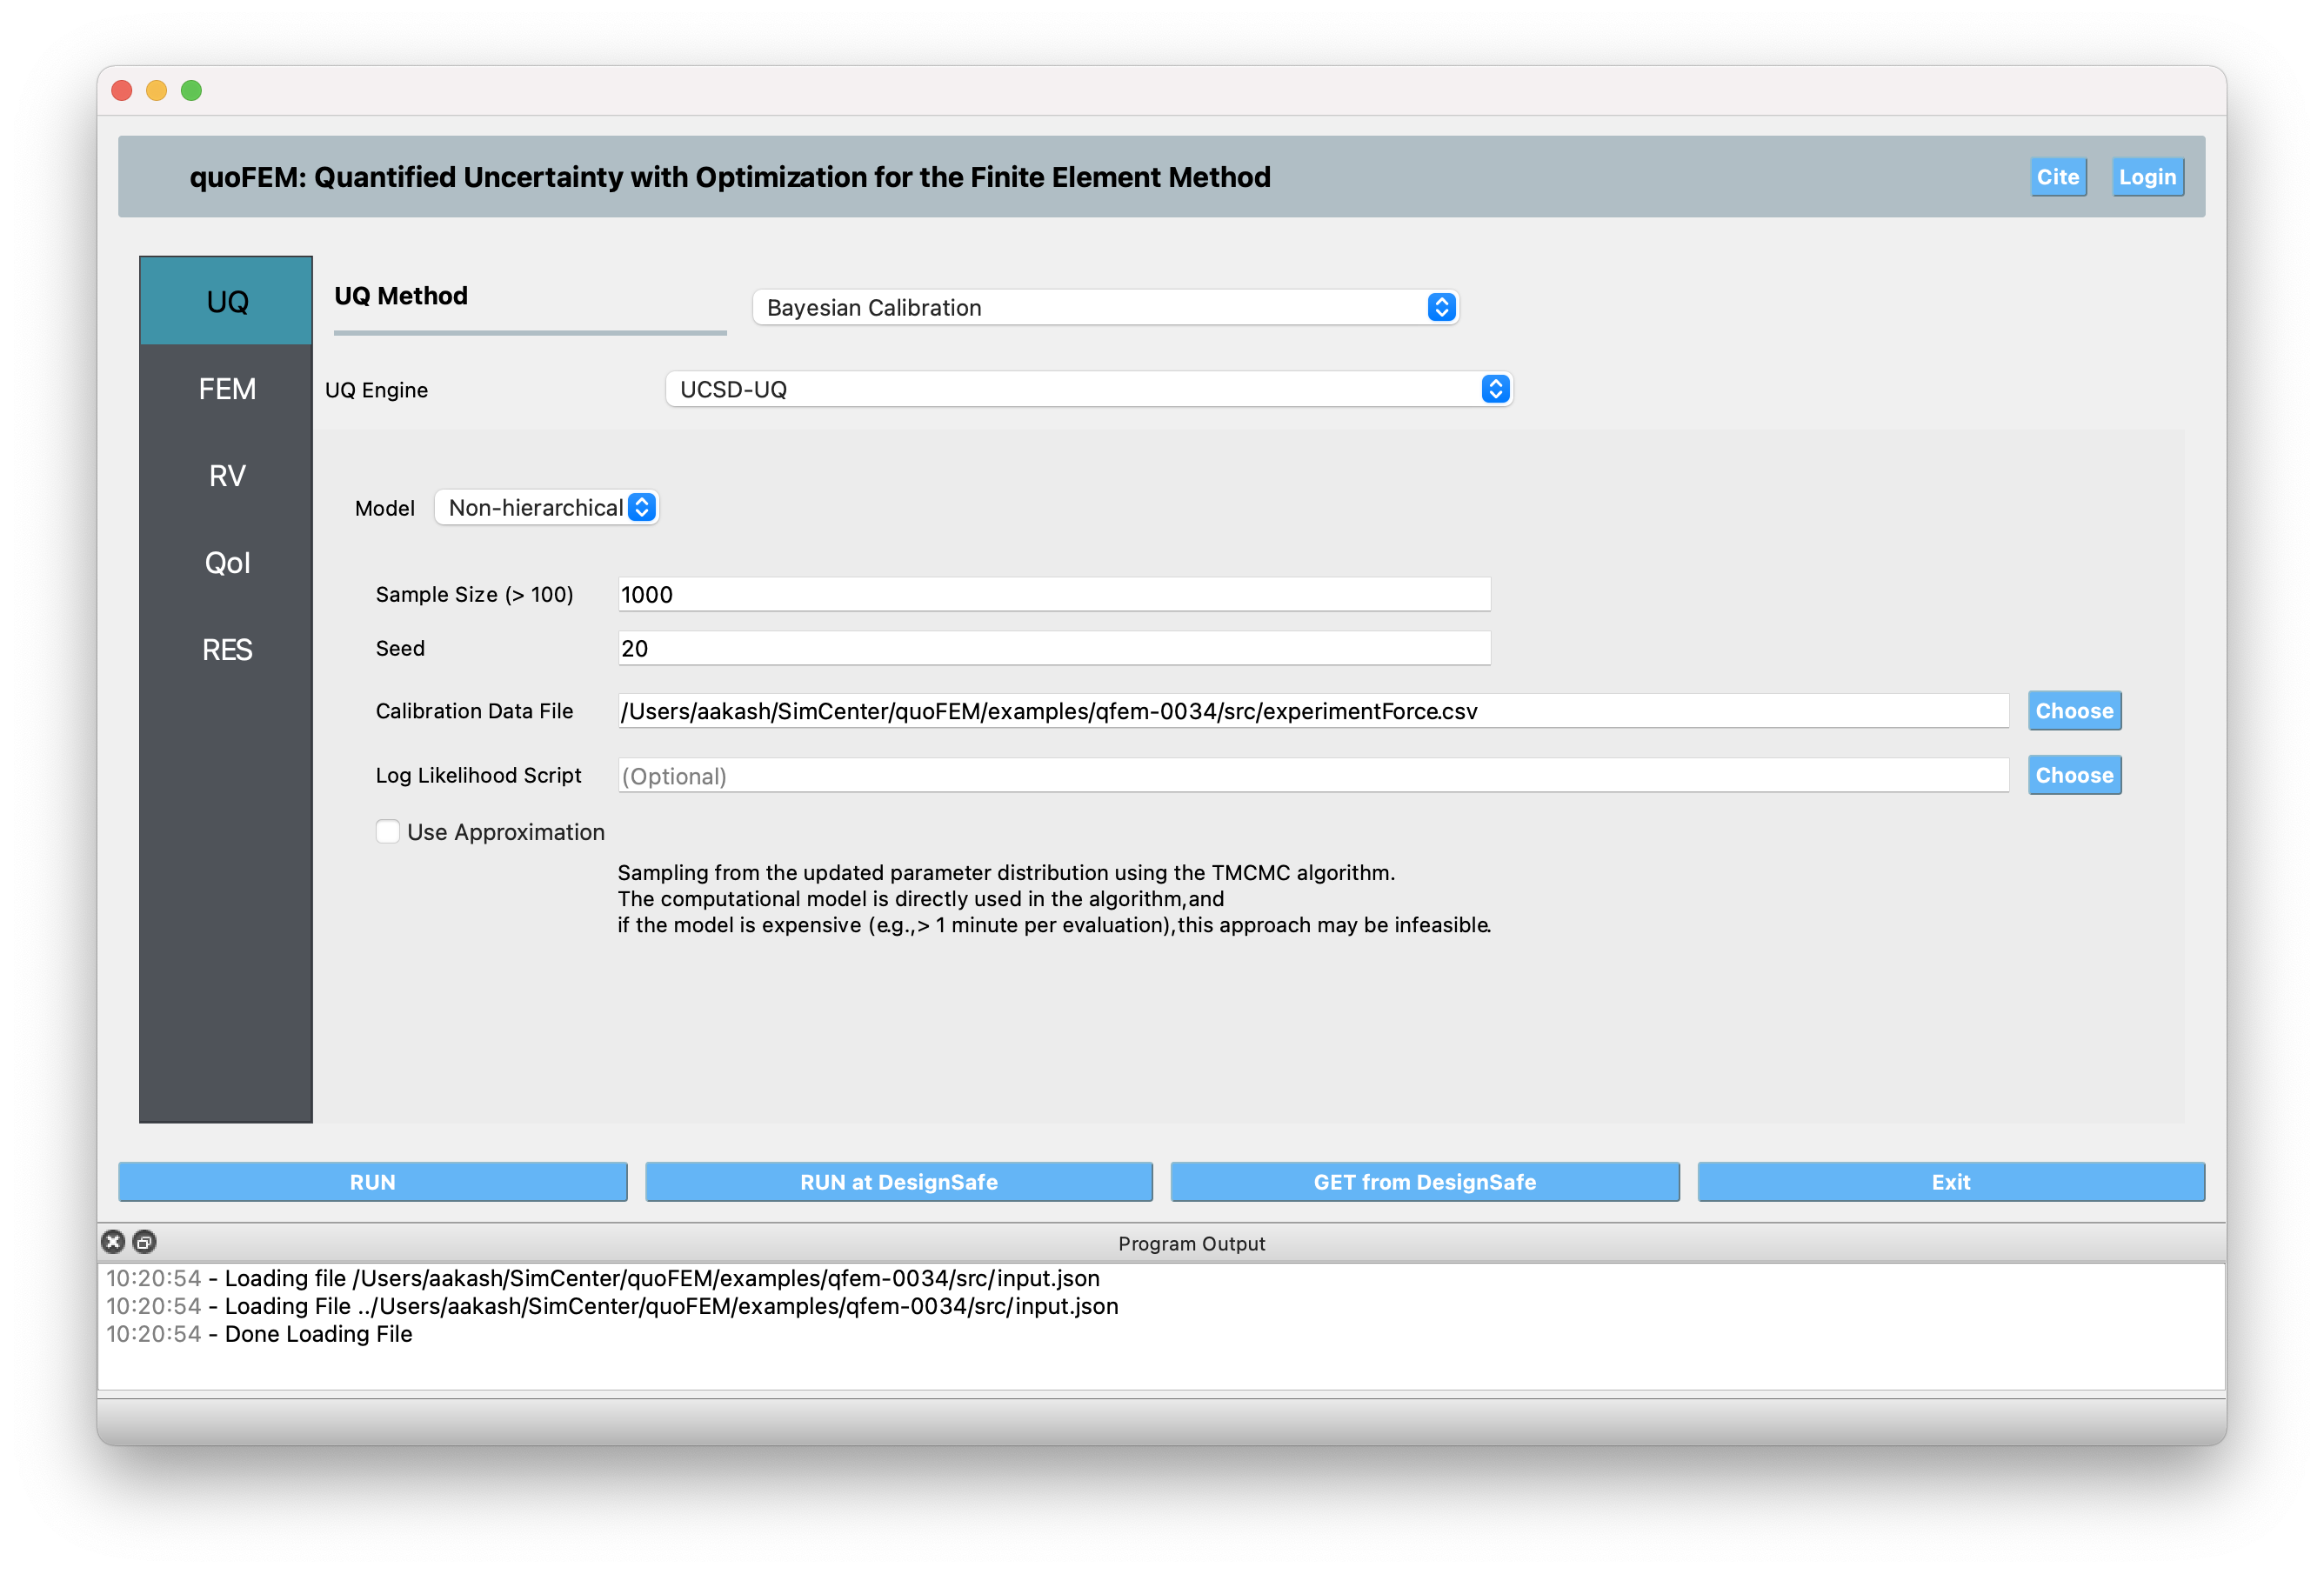 quoFEM: Quantified Uncertainty with Optimization for the Finite Element Method
Cite
Login
UQ
FEM
RV
QoI
RES
UQ Method
Bayesian Calibration
UQ Engine
UCSD-UQ
Model
Non-hierarchical
Sample Size (> 100)
1000
Seed
20
Calibration Data File
/Users/aakash/SimCenter/quoFEM/examples/qfem-0034/src/experimentForce.csv
Choose
Log Likelihood Script
(Optional)
Choose
Use Approximation
Sampling from the updated parameter distribution using the TMCMC algorithm.
The computational model is directly used in the algorithm,and
if the model is expensive (e.g.,> 1 minute per evaluation),this approach may be infeasible.
RUN
RUN at DesignSafe
GET from DesignSafe
Exit
Program Output
10:20:54 - Loading file /Users/aakash/SimCenter/quoFEM/examples/qfem-0034/src/input.json
10:20:54 - Loading File ../Users/aakash/SimCenter/quoFEM/examples/qfem-0034/src/input.json
10:20:54 - Done Loading File